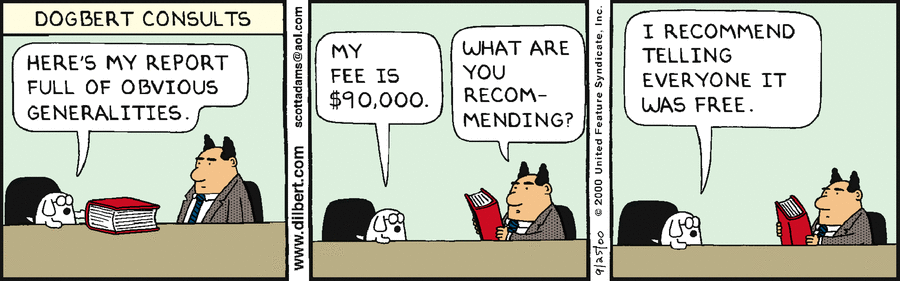 DOGBERT CONSULTS
HERE'S MY REPORT
FULL OF OBVIOUS
GENERALITIES.
www.dilbert.com scottadams@aol.com
MY
FEE IS
$90,000.
WHAT ARE
YOU
RECOM-
MENDING?
9/25/00 © 2000 United Feature Syndicate, Inc.
I RECOMMEND
TELLING
EVERYONE IT
WAS FREE.